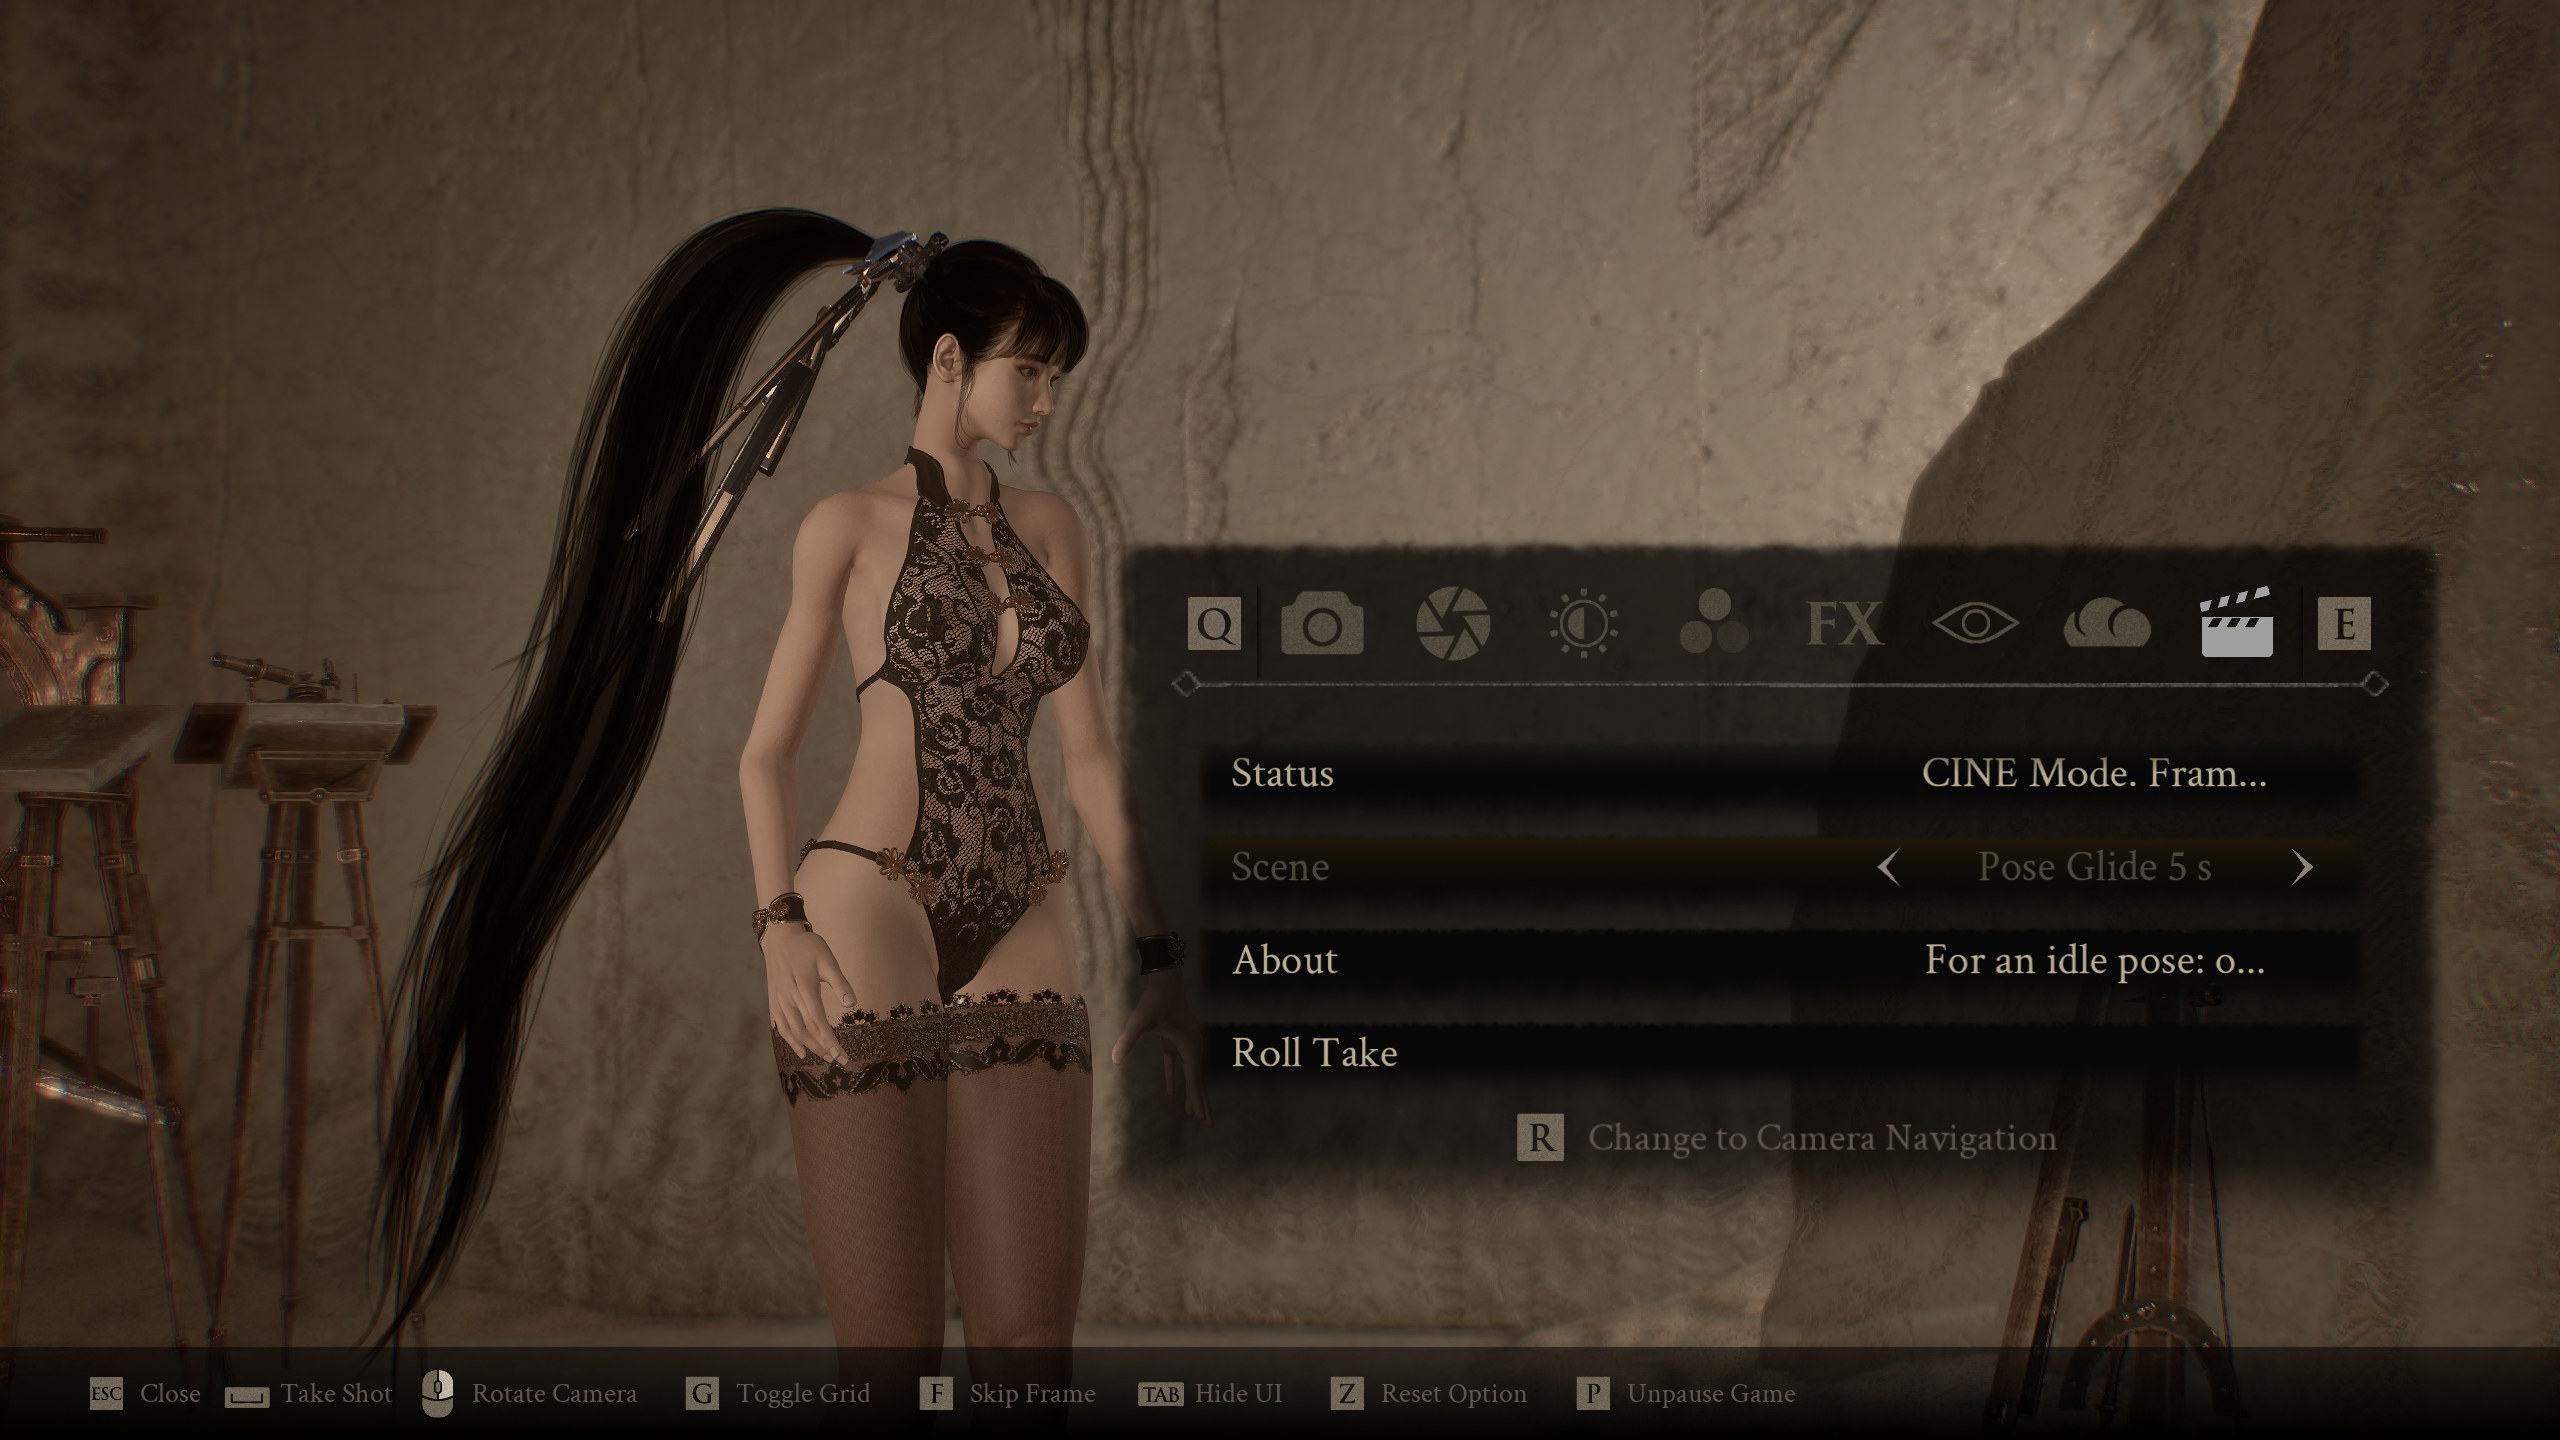 Q
FX
E
Status
CINE Mode. Fram...
Scene
Pose Glide 5 s
About
For an idle pose: o...
Roll Take
R Change to Camera Navigation
ESC Close Take Shot Rotate Camera G Toggle Grid F Skip Frame TAB Hide UI Z Reset Option P Unpause Game